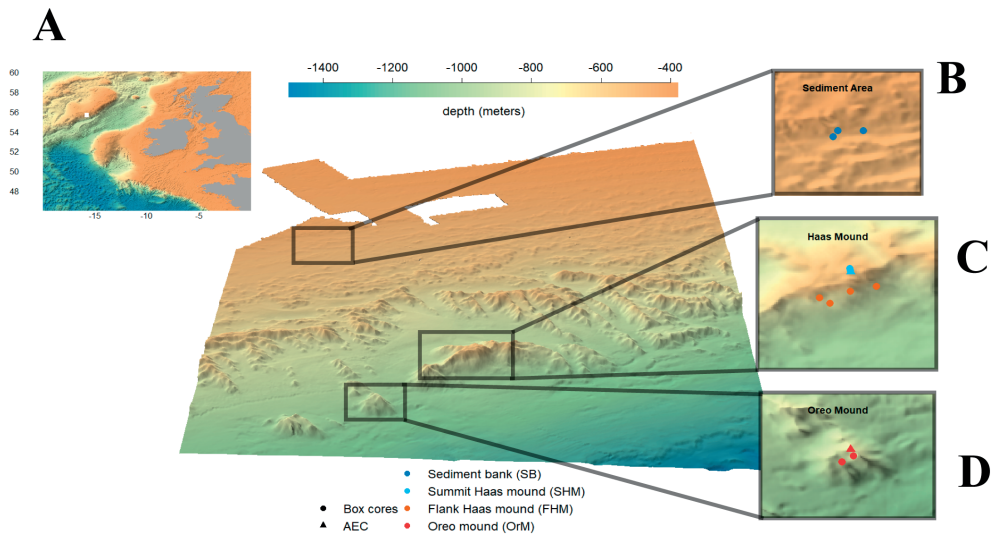 A
-1400 -1200 -1000 -800 -600 -400
depth (meters)
60
58
56
54
52
50
48
-15 -10 -5
B
Sediment Area
C
Haas Mound
D
Oreo Mound
Box cores
AEC
Sediment bank (SB)
Summit Haas mound (SHM)
Flank Haas mound (FHM)
Oreo mound (OrM)